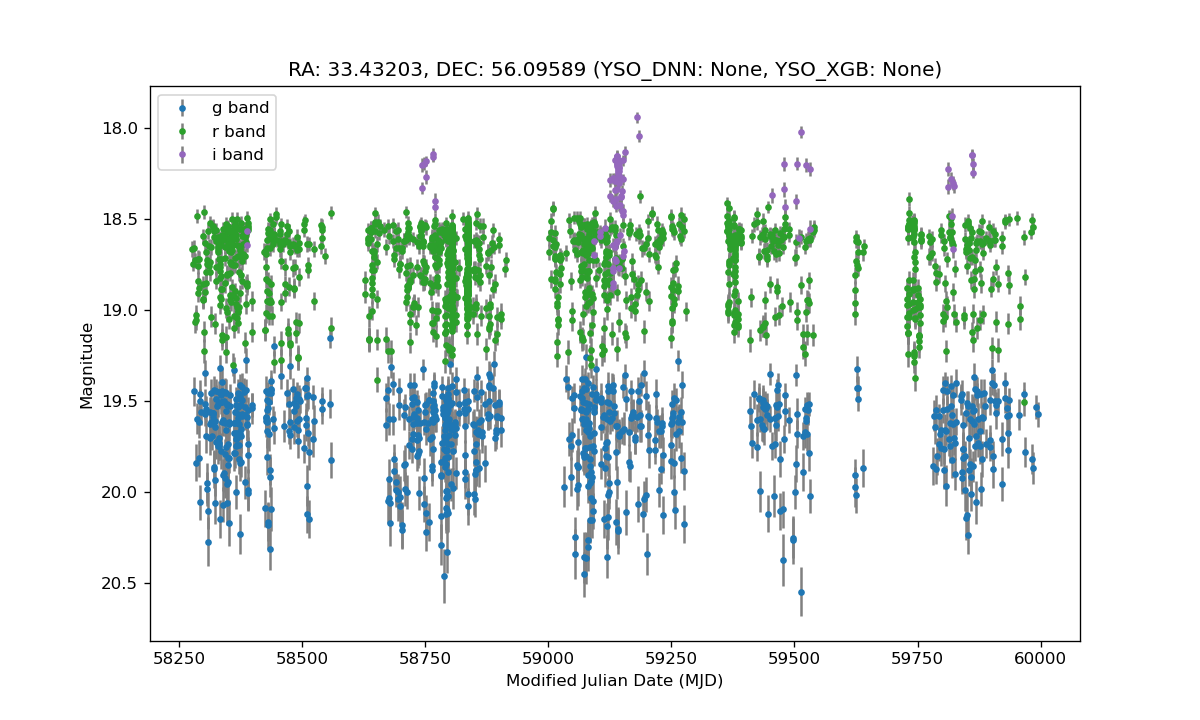 RA: 33.43203, DEC: 56.09589 (YSO_DNN: None, YSO_XGB: None)
g band
r band
i band
18.0
18.5
19.0
19.5
20.0
20.5
Magnitude
58250 58500 58750 59000 59250 59500 59750 60000
Modified Julian Date (MJD)